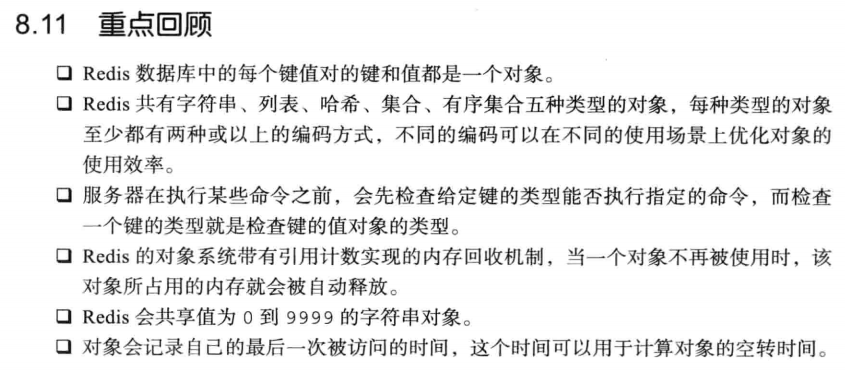 8.11 重点回顾
❑ Redis 数据库中的每个键值对的键和值都是一个对象。
❑ Redis 共有字符串、列表、哈希、集合、有序集合五种类型的对象，每种类型的对象
至少都有两种或以上的编码方式，不同的编码可以在不同的使用场景上优化对象的
使用效率。
❑ 服务器在执行某些命令之前，会先检查给定键的类型能否执行指定的命令，而检查
一个键的类型就是检查键的值对象的类型。
❑ Redis 的对象系统带有引用计数实现的内存回收机制，当一个对象不再被使用时，该
对象所占用的内存就会被自动释放。
❑ Redis 会共享值为 0 到 9999 的字符串对象。
❑ 对象会记录自己的最后一次被访问的时间，这个时间可以用于计算对象的空转时间。